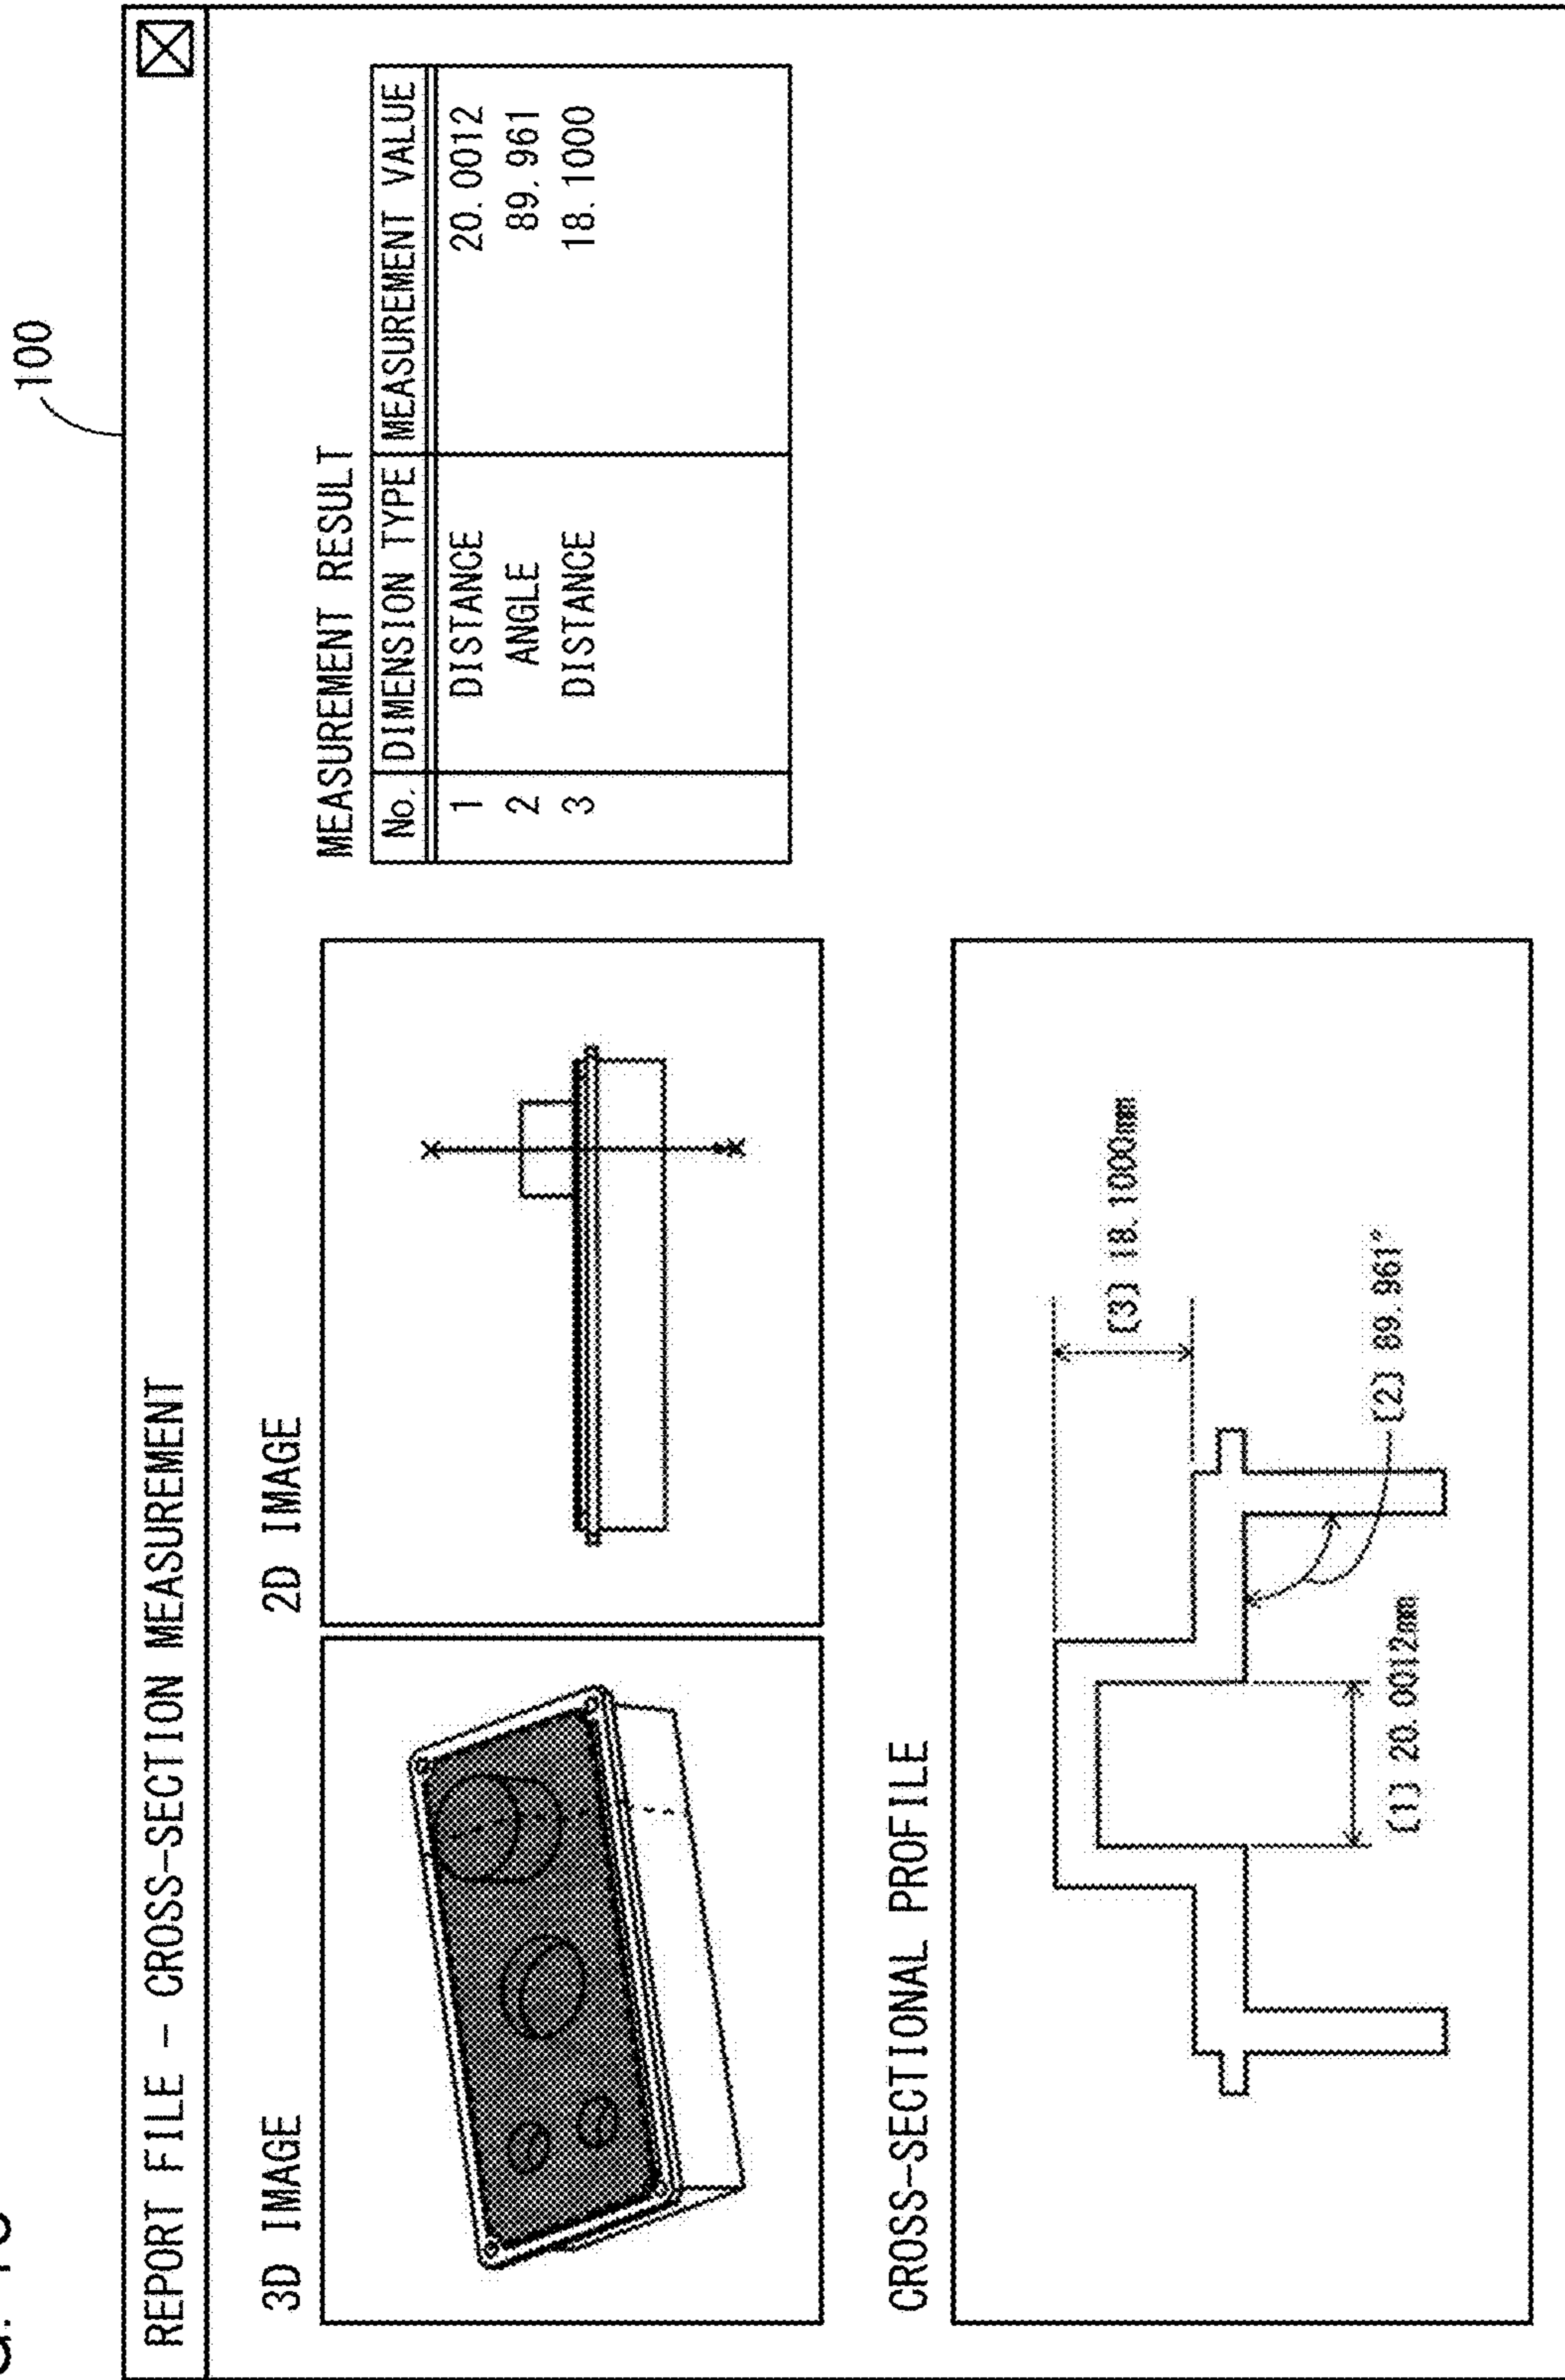 100
REPORT FILE - CROSS-SECTION MEASUREMENT
3D IMAGE
2D IMAGE
MEASUREMENT RESULT
No. DIMENSION TYPE MEASUREMENT VALUE
1 DISTANCE 20.0012
2 ANGLE 89.961
3 DISTANCE 18.1000
CROSS-SECTIONAL PROFILE
[3] 18.1000mm
[2] 89.961°
[1] 20.0012mm